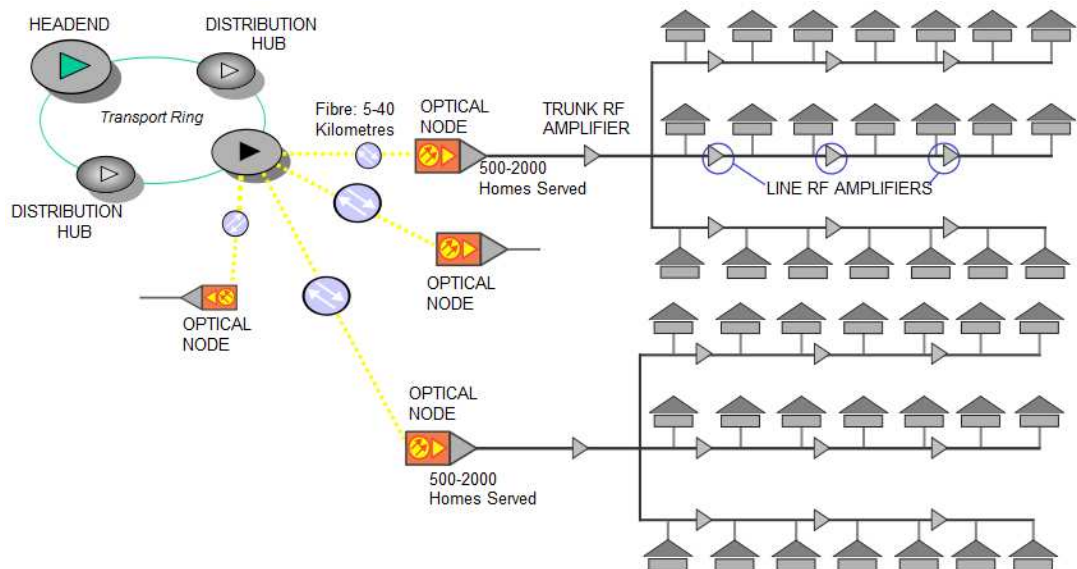 HEADEND
DISTRIBUTION
HUB
Transport Ring
DISTRIBUTION
HUB
Fibre: 5-40
Kilometres
OPTICAL
NODE
500-2000
Homes Served
TRUNK RF
AMPLIFIER
LINE RF AMPLIFIERS
OPTICAL
NODE
OPTICAL
NODE
OPTICAL
NODE
500-2000
Homes Served